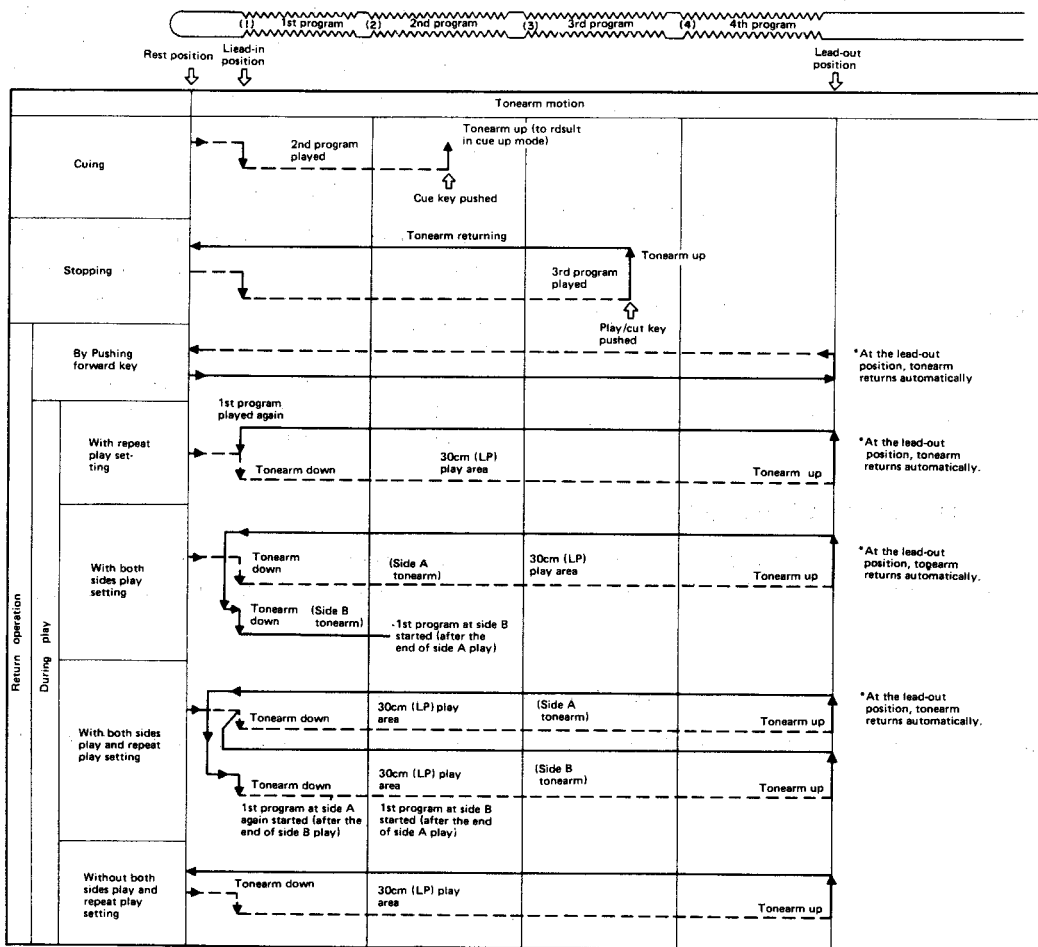 (1) 1st program (2) 2nd program (3) 3rd program (4) 4th program
Rest position
Liead-in
position
Lead-out
position
Tonearm motion
Cuing
2nd program
played
Tonearm up (to rdsult
in cue up mode)
Cue key pushed
Stopping
Tonearm returning
Tonearm up
3rd program
played
Play/cut key
pushed
Return operation
By Pushing
forward key
*At the lead-out
position, tonearm
returns automatically
During play
With repeat
play set-
ting
1st program
played again
Tonearm down
30cm (LP)
play area
Tonearm up
*At the lead-out
position, tonearm
returns automatically.
With both
sides play
setting
Tonearm
down
(Side A
tonearm)
30cm (LP)
play area
Tonearm up
*At the lead-out
position, tonearm
returns automatically.
Tonearm
down
(Side B
tonearm)
1st program at side B
started (after the
end of side A play)
With both sides
play and repeat
play setting
Tonearm down
30cm (LP) play
area
(Side A
tonearm)
Tonearm up
*At the lead-out
position, tonearm
returns automatically.
Tonearm down
30cm (LP) play
area
(Side B
tonearm)
Tonearm up
1st program at side A
again started (after the
end of side B play)
1st program at side B
started (after the end
of side A play)
Without both
sides play and
repeat play
setting
Tonearm down
30cm (LP) play
area
Tonearm up